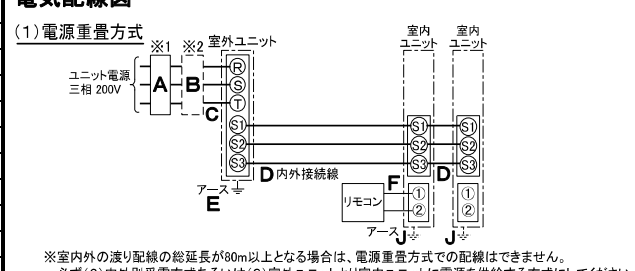 電気配線図
(1)電源重畳方式
※1 ※2 室外ユニット 室内ユニット 室内ユニット
ユニット電源
三相 200V
A B C
R
S
T
S1 S1 S1
S2 S2 S2
S3 S3 S3
D 内外接続線 F D
アース
E
リモコン
① ①
② ②
アース J J
※室内外の渡り配線の総延長が80m以上となる場合は、電源重畳方式での配線はできません。